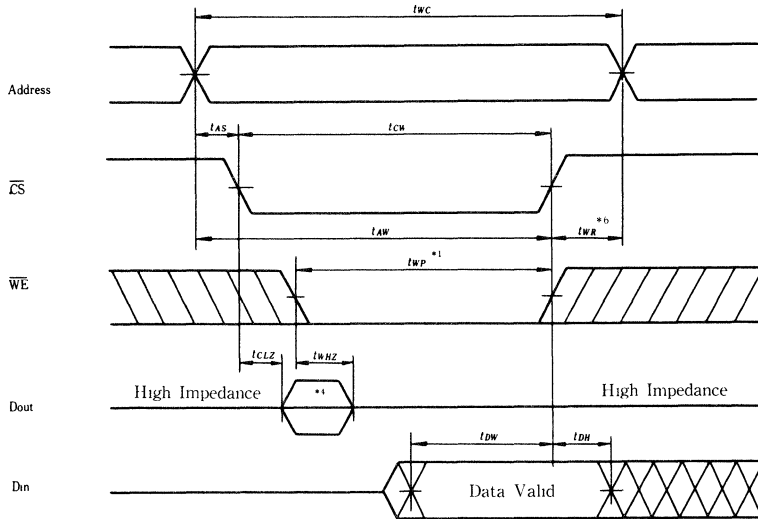 tWC
Address
tAS tCW
CS
tAW tWR *6
tWP *1
WE
tCLZ tWHZ
High Impedance *4 High Impedance
Dout
tDW tDH
Din Data Valid